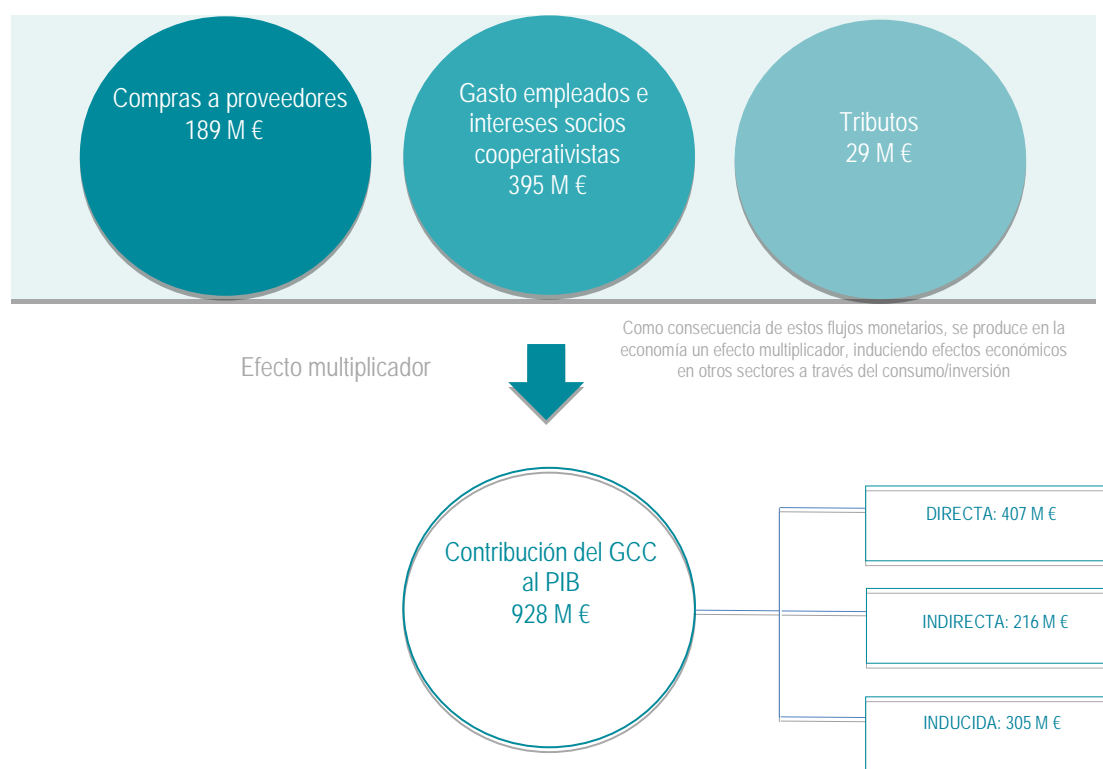 Compras a proveedores
189 M €
Gasto empleados e
intereses socios
cooperativistas
395 M €
Tributos
29 M €
Efecto multiplicador
Como consecuencia de estos flujos monetarios, se produce en la
economía un efecto multiplicador, induciendo efectos económicos
en otros sectores a través del consumo/inversión
Contribución del GCC
al PIB
928 M €
DIRECTA: 407 M €
INDIRECTA: 216 M €
INDUCIDA: 305 M €